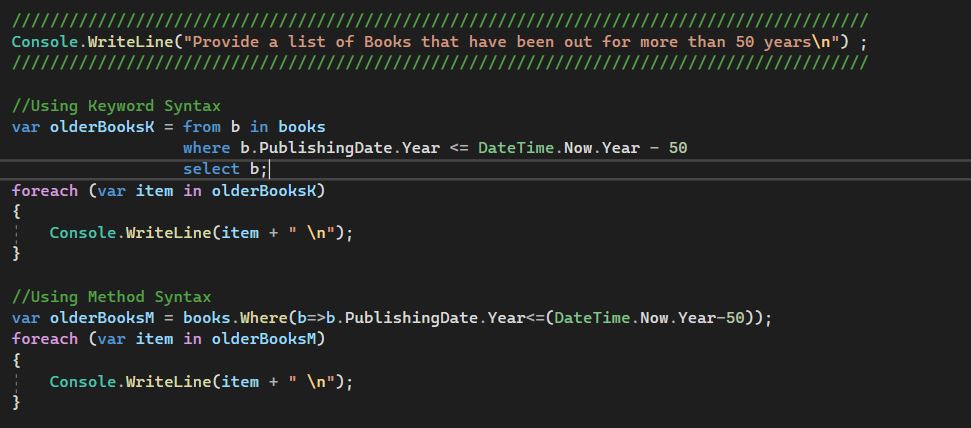 //////////////////////////////////////////////////////////////////////////////////////////
Console.WriteLine("Provide a list of Books that have been out for more than 50 years\n") ;
//////////////////////////////////////////////////////////////////////////////////////////
//Using Keyword Syntax
var olderBooksK = from b in books
where b.PublishingDate.Year <= DateTime.Now.Year - 50
select b;
foreach (var item in olderBooksK)
{
Console.WriteLine(item + " \n");
}
//Using Method Syntax
var olderBooksM = books.Where(b=>b.PublishingDate.Year<=(DateTime.Now.Year-50));
foreach (var item in olderBooksM)
{
Console.WriteLine(item + " \n");
}